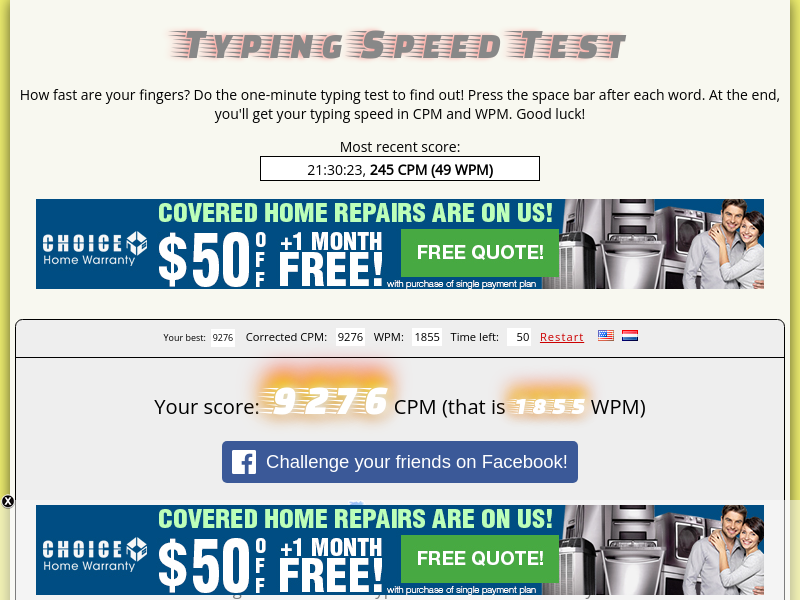 Typing Speed Test
How fast are your fingers? Do the one-minute typing test to find out! Press the space bar after each word. At the end,
you'll get your typing speed in CPM and WPM. Good luck!
Most recent score:
21:30:23, 245 CPM (49 WPM)
COVERED HOME REPAIRS ARE ON US!
CHOICE
Home Warranty
$50 OFF
+1 MONTH
FREE!
FREE QUOTE!
with purchase of single payment plan
Your best: 9276 Corrected CPM: 9276 WPM: 1855 Time left: 50 Restart
Your score: 9276 CPM (that is 1855 WPM)
Challenge your friends on Facebook!
X
COVERED HOME REPAIRS ARE ON US!
CHOICE
Home Warranty
$50 OFF
+1 MONTH
FREE!
FREE QUOTE!
with purchase of single payment plan